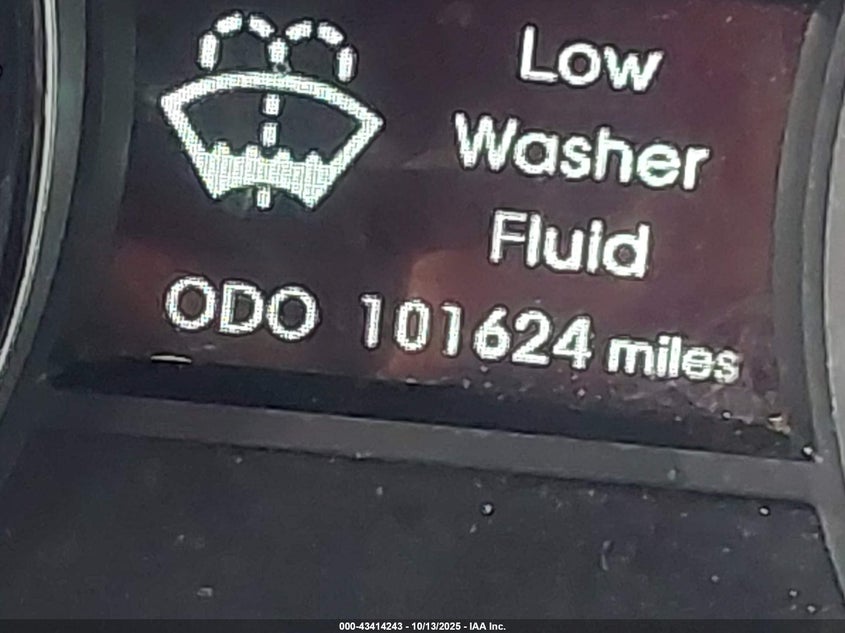 Low
Washer
Fluid
ODO 101624 miles
000-43414243 - 10/13/2025 - IAA Inc.